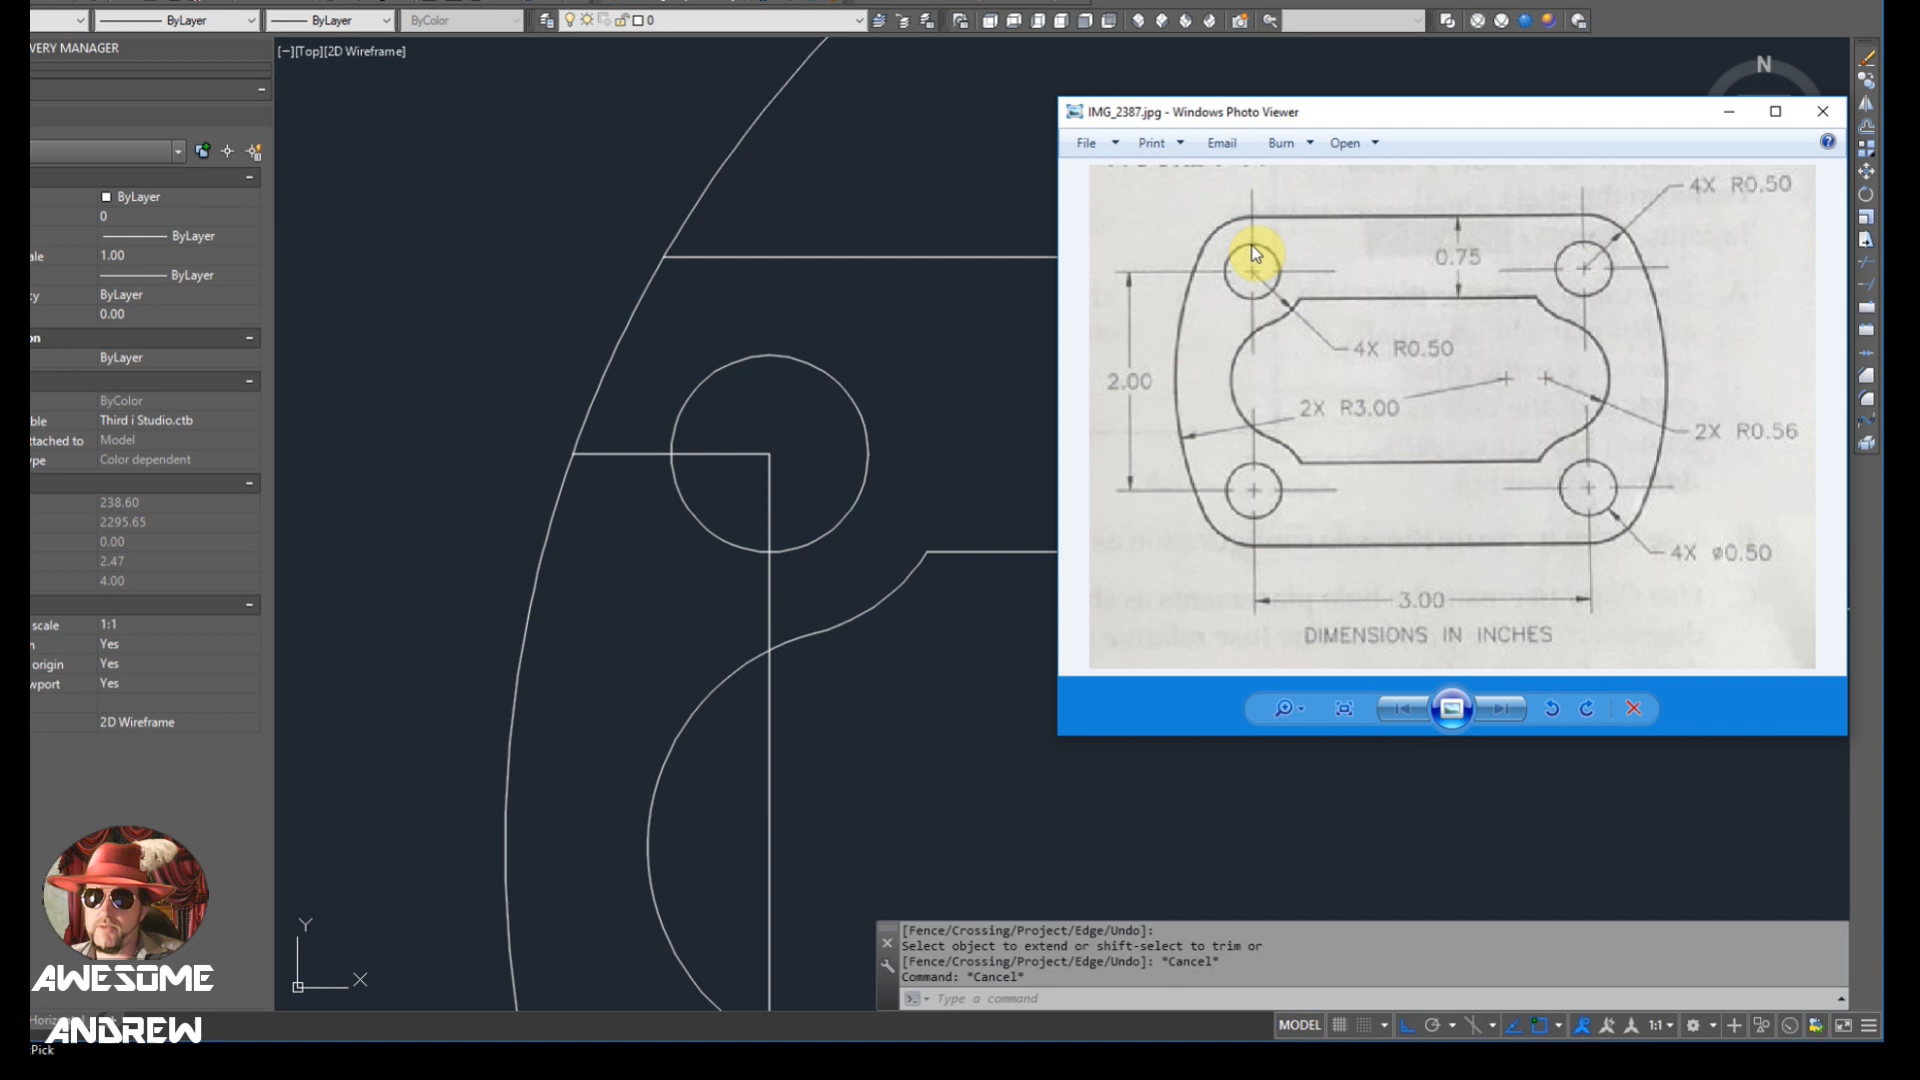 ByLayer ByLayer ByColor 0
VERY MANAGER
[−][Top][2D Wireframe]
N
IMG_2387.jpg - Windows Photo Viewer
File Print Email Burn Open
ByLayer
0
ByLayer
ale 1.00
ByLayer
cy ByLayer
0.00
on
ByLayer
ByColor
ble Third i Studio.ctb
ttached to Model
ype Color dependent
238.60
2295.65
0.00
2.47
4.00
scale 1:1
n Yes
origin Yes
wport Yes
2D Wireframe
4X R0.50
0.75
4X R0.50
2.00
2X R3.00
2X R0.56
4X ø0.50
3.00
DIMENSIONS IN INCHES
Y
X
AWESOME
ANDREW
[Fence/Crossing/Project/Edge/Undo]:
Select object to extend or shift-select to trim or
[Fence/Crossing/Project/Edge/Undo]: *Cancel*
Command: *Cancel*
Type a command
MODEL 1:1
Pick